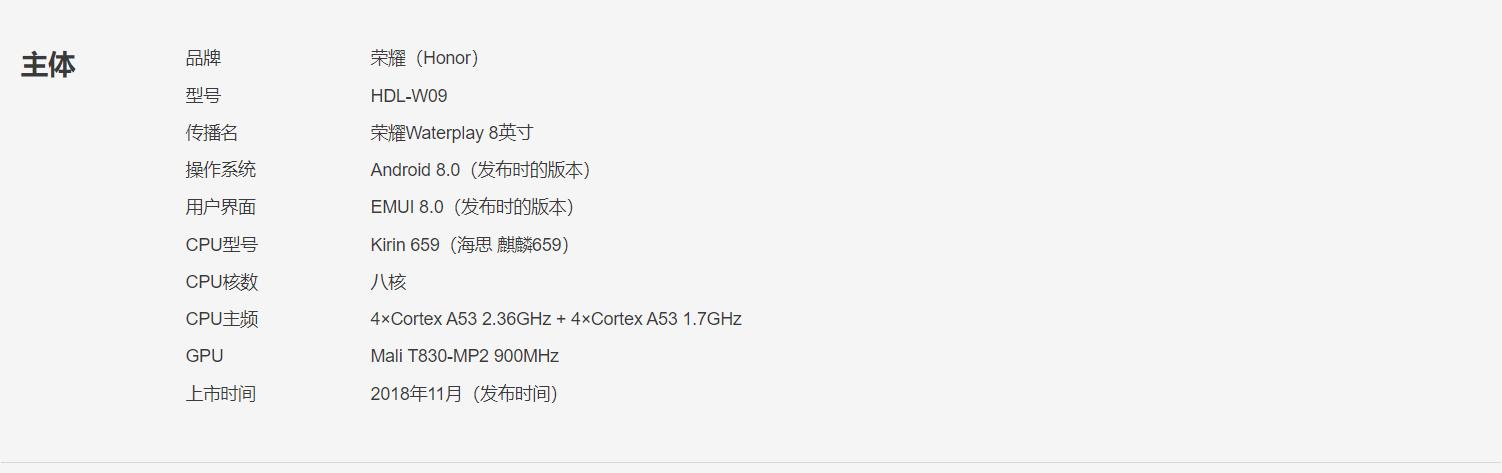 主体
品牌 荣耀（Honor）
型号 HDL-W09
传播名 荣耀Waterplay 8英寸
操作系统 Android 8.0（发布时的版本）
用户界面 EMUI 8.0（发布时的版本）
CPU型号 Kirin 659（海思 麒麟659）
CPU核数 八核
CPU主频 4×Cortex A53 2.36GHz + 4×Cortex A53 1.7GHz
GPU Mali T830-MP2 900MHz
上市时间 2018年11月（发布时间）